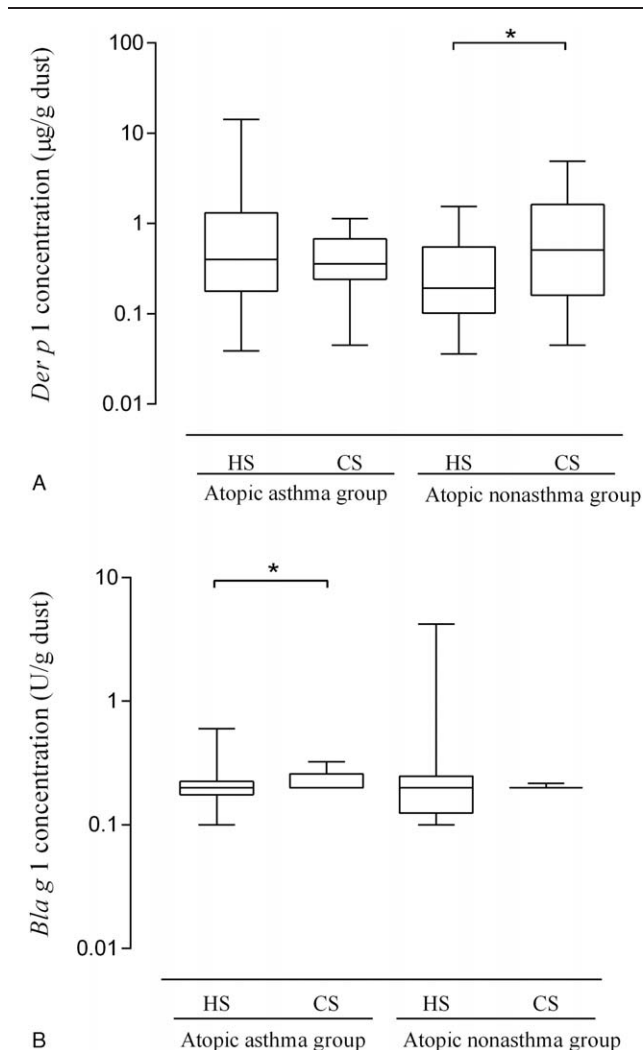 100
*
10
1
0.1
0.01
Der p 1 concentration (µg/g dust)
HS CS HS CS
A
Atopic asthma group Atopic nonasthma group
10
*
1
0.1
0.01
Bla g 1 concentration (U/g dust)
HS CS HS CS
B
Atopic asthma group Atopic nonasthma group